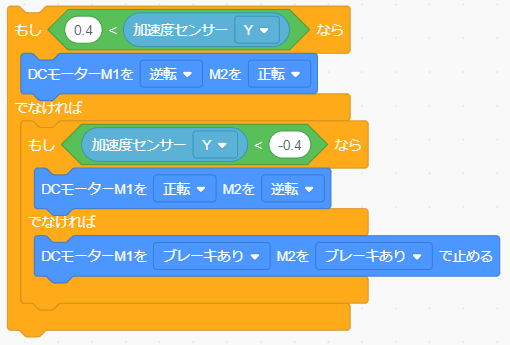 もし 0.4 < 加速度センサー Y なら
DCモーターM1を 逆転 M2を 正転
でなければ
もし 加速度センサー Y < -0.4 なら
DCモーターM1を 正転 M2を 逆転
でなければ
DCモーターM1を ブレーキあり M2を ブレーキあり で止める